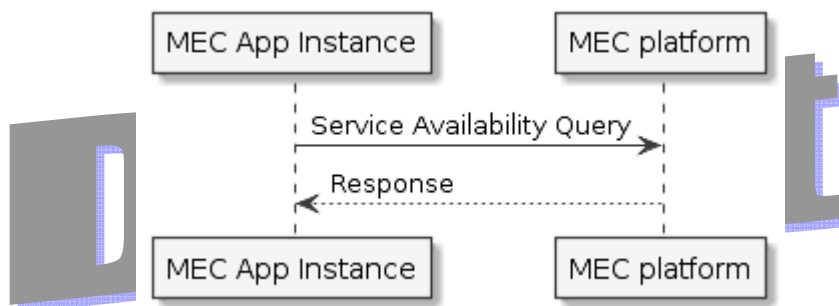 MEC App Instance
MEC platform
Service Availability Query
Response
MEC App Instance
MEC platform